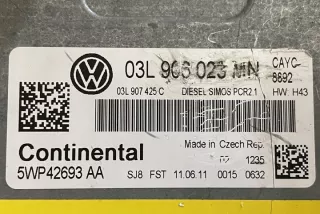 03L 906 023 MN
CAYC-
8692
03L 907 425 C DIESEL SIMOS PCR2.1 HW H43
Made in Czech Rep.
Continental
1235
5WP42693 AA SJ8 FST 11.06.11 0015 0632